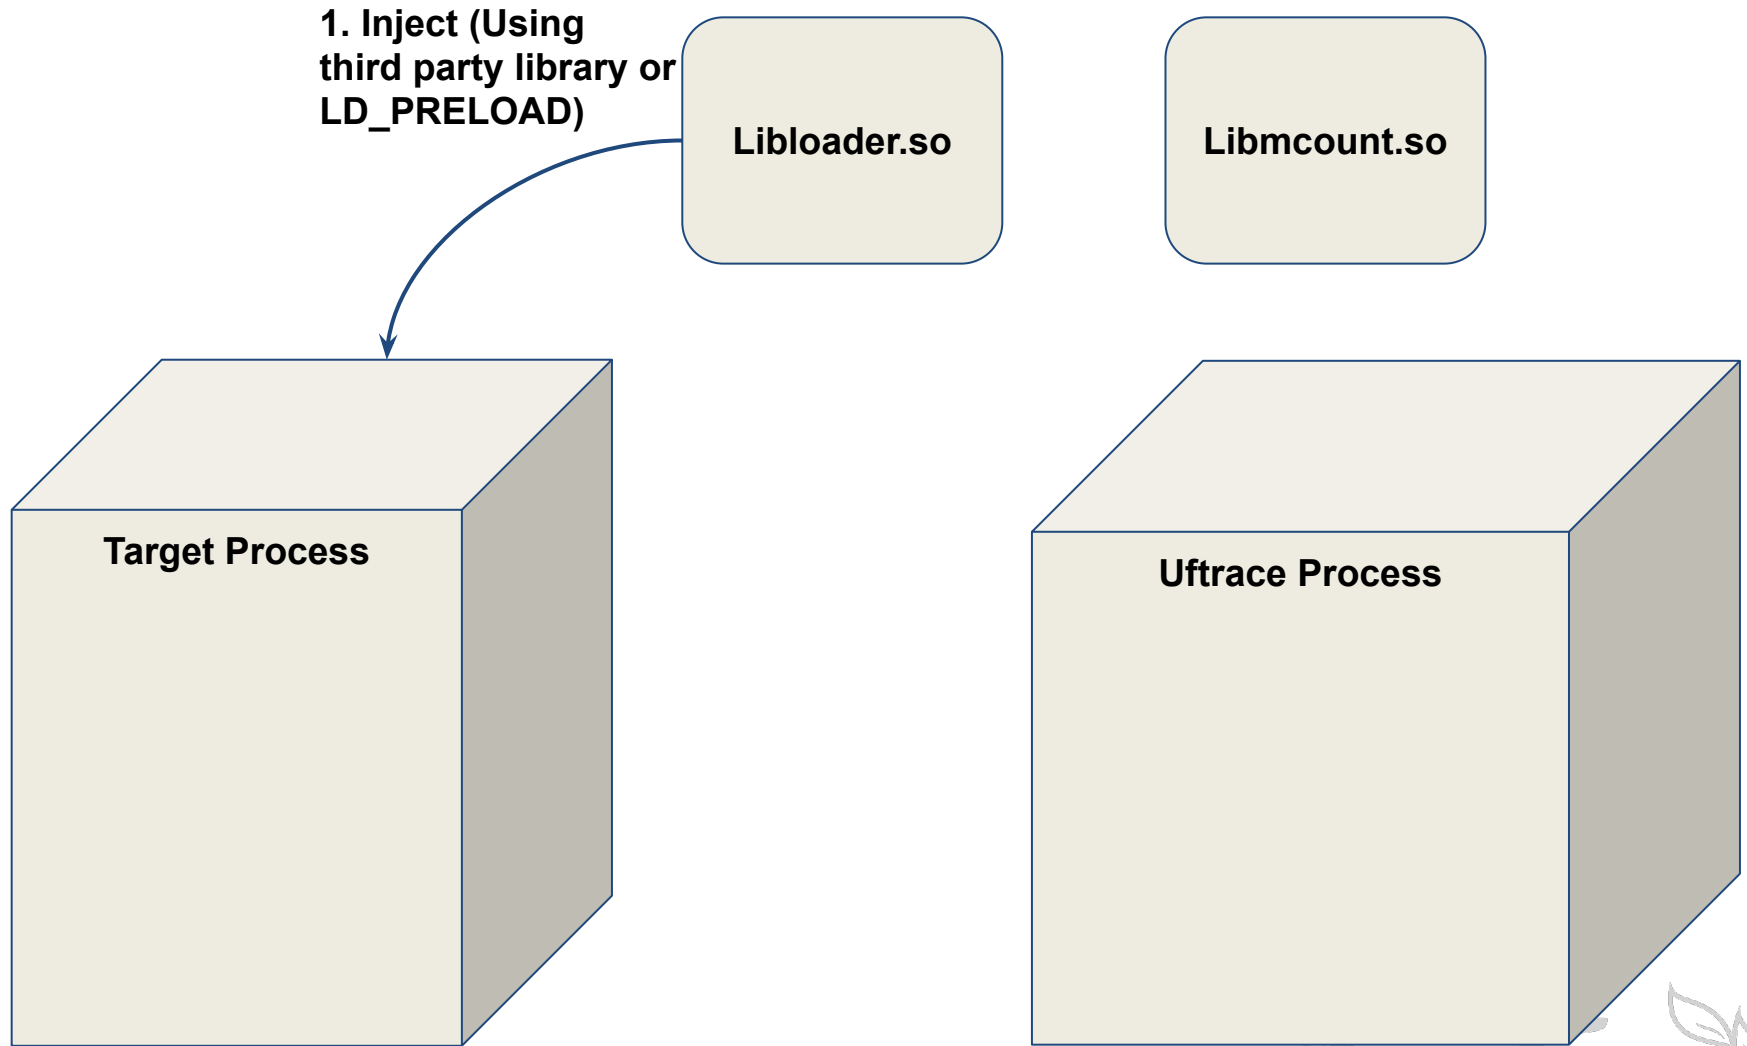 1. Inject (Using
third party library or
LD_PRELOAD)
Libloader.so
Libmcount.so
Target Process
Uftrace Process